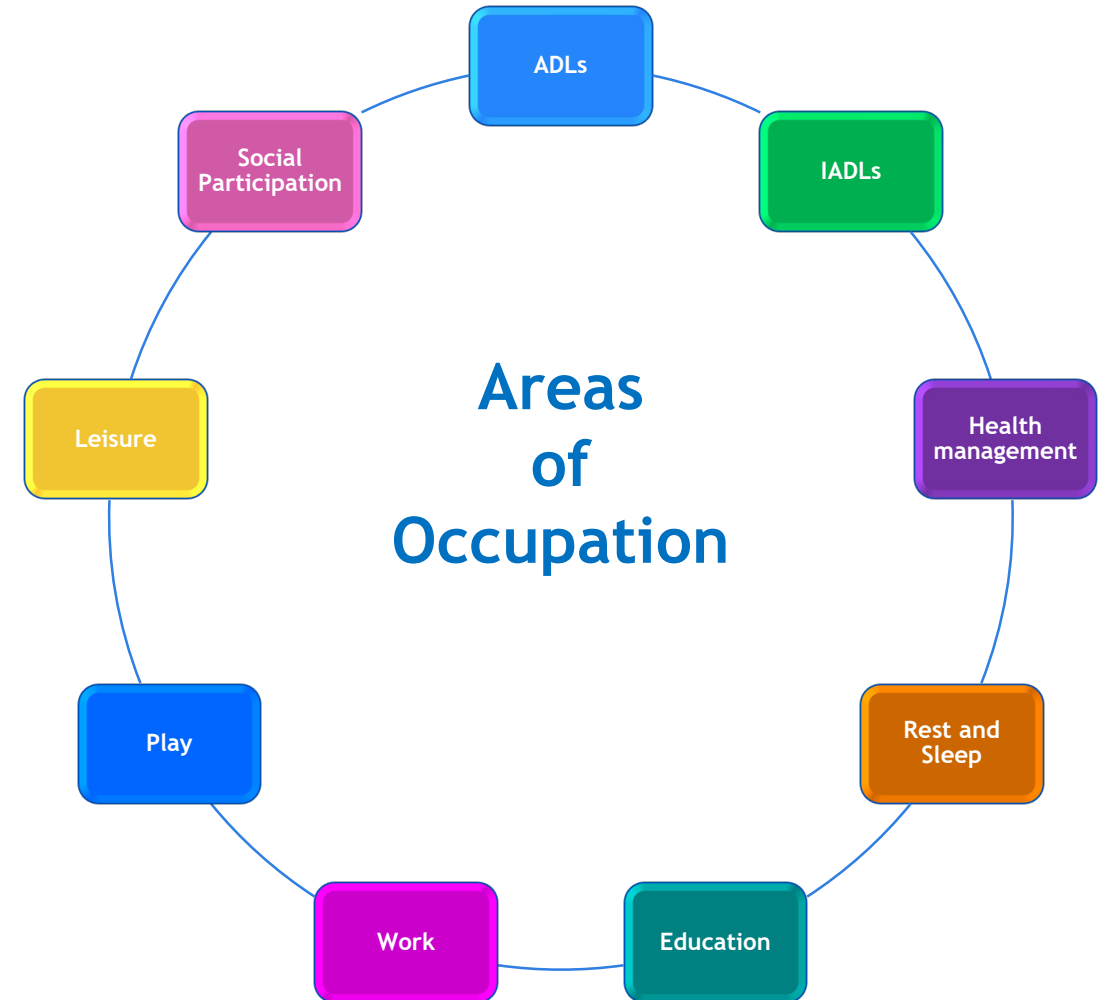 Areas
of
Occupation
ADLs
IADLs
Health
management
Rest and
Sleep
Education
Work
Play
Leisure
Social
Participation